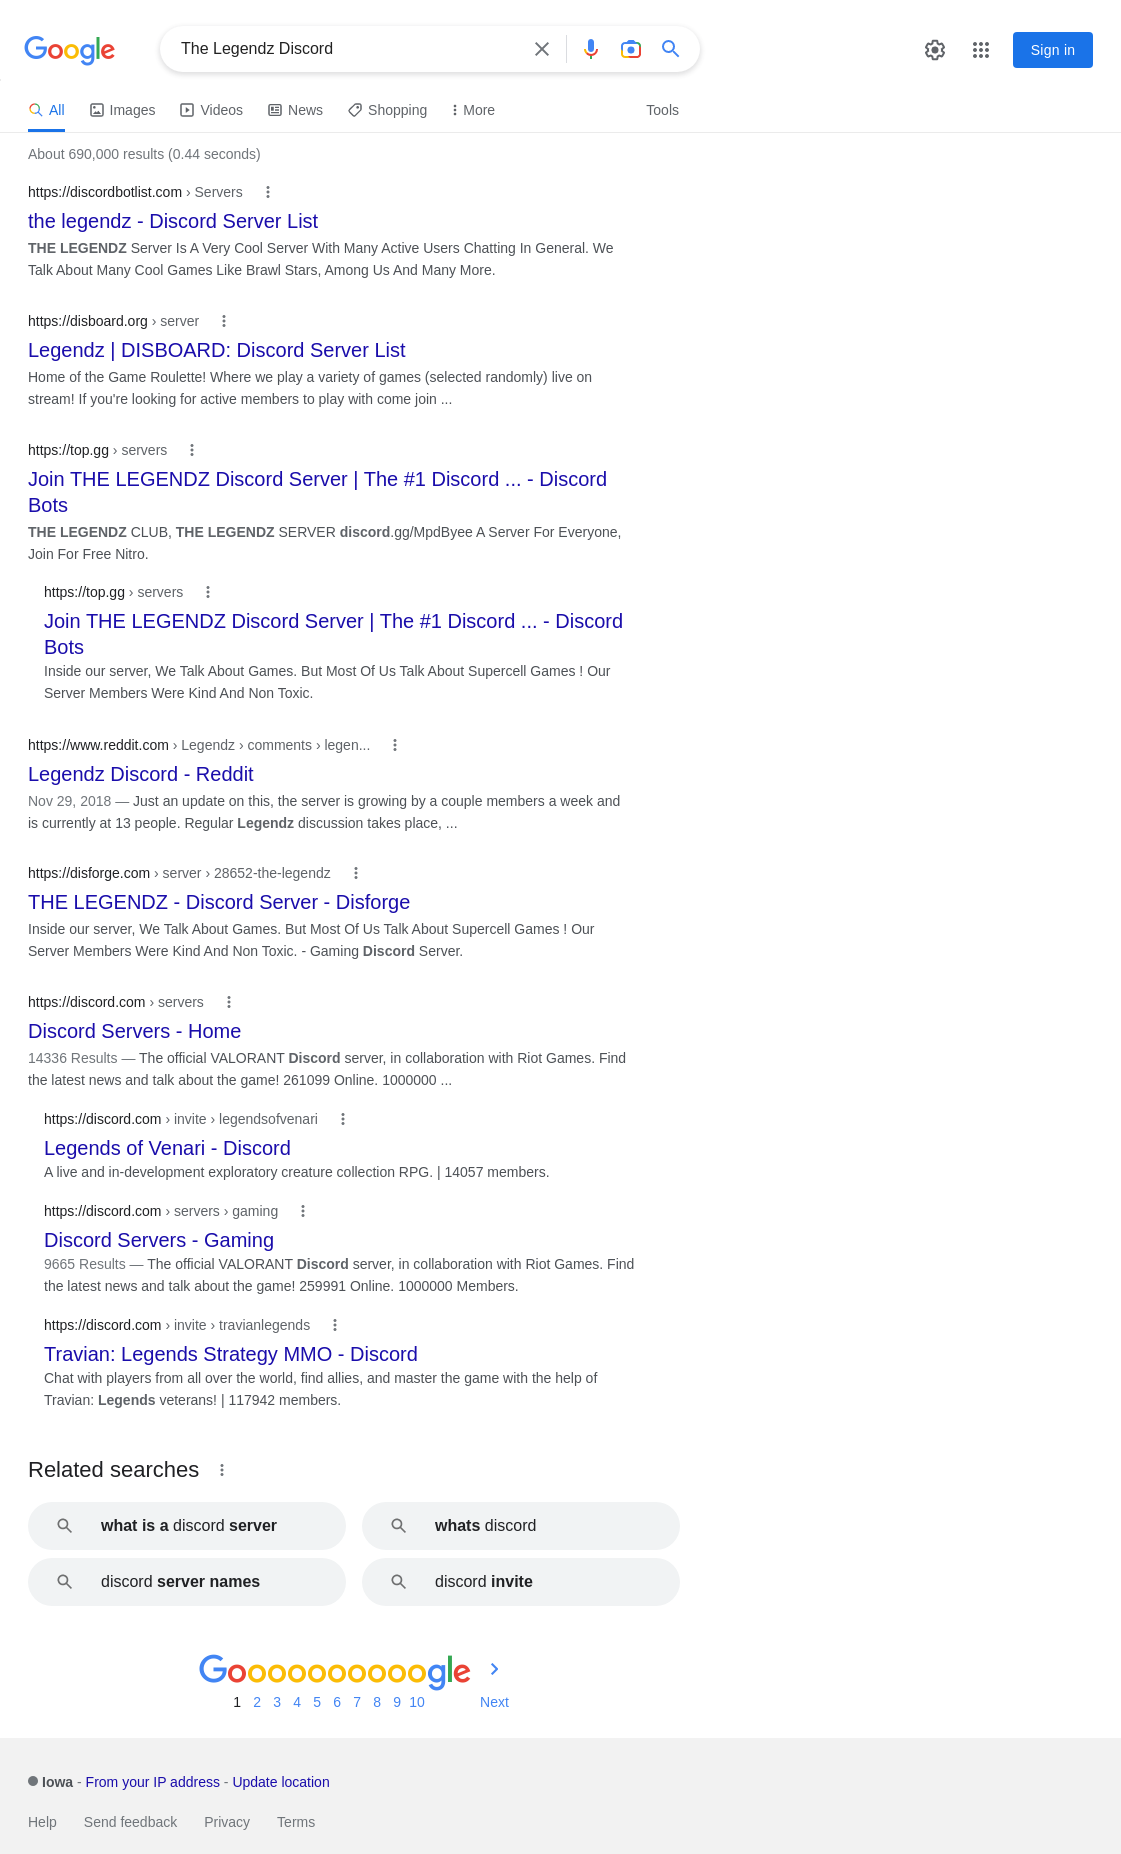 Google
The Legendz Discord
Sign in
All Images Videos News Shopping More Tools
About 690,000 results (0.44 seconds)
https://discordbotlist.com › Servers
the legendz - Discord Server List
THE LEGENDZ Server Is A Very Cool Server With Many Active Users Chatting In General. We
Talk About Many Cool Games Like Brawl Stars, Among Us And Many More.
https://disboard.org › server
Legendz | DISBOARD: Discord Server List
Home of the Game Roulette! Where we play a variety of games (selected randomly) live on
stream! If you're looking for active members to play with come join ...
https://top.gg › servers
Join THE LEGENDZ Discord Server | The #1 Discord ... - Discord
Bots
THE LEGENDZ CLUB, THE LEGENDZ SERVER discord.gg/MpdByee A Server For Everyone,
Join For Free Nitro.
https://top.gg › servers
Join THE LEGENDZ Discord Server | The #1 Discord ... - Discord
Bots
Inside our server, We Talk About Games. But Most Of Us Talk About Supercell Games ! Our
Server Members Were Kind And Non Toxic.
https://www.reddit.com › Legendz › comments › legen...
Legendz Discord - Reddit
Nov 29, 2018 — Just an update on this, the server is growing by a couple members a week and
is currently at 13 people. Regular Legendz discussion takes place, ...
https://disforge.com › server › 28652-the-legendz
THE LEGENDZ - Discord Server - Disforge
Inside our server, We Talk About Games. But Most Of Us Talk About Supercell Games ! Our
Server Members Were Kind And Non Toxic. - Gaming Discord Server.
https://discord.com › servers
Discord Servers - Home
14336 Results — The official VALORANT Discord server, in collaboration with Riot Games. Find
the latest news and talk about the game! 261099 Online. 1000000 ...
https://discord.com › invite › legendsofvenari
Legends of Venari - Discord
A live and in-development exploratory creature collection RPG. | 14057 members.
https://discord.com › servers › gaming
Discord Servers - Gaming
9665 Results — The official VALORANT Discord server, in collaboration with Riot Games. Find
the latest news and talk about the game! 259991 Online. 1000000 Members.
https://discord.com › invite › travianlegends
Travian: Legends Strategy MMO - Discord
Chat with players from all over the world, find allies, and master the game with the help of
Travian: Legends veterans! | 117942 members.
Related searches
what is a discord server
whats discord
discord server names
discord invite
Goooooooooogle
1 2 3 4 5 6 7 8 9 10 Next
Iowa - From your IP address - Update location
Help Send feedback Privacy Terms